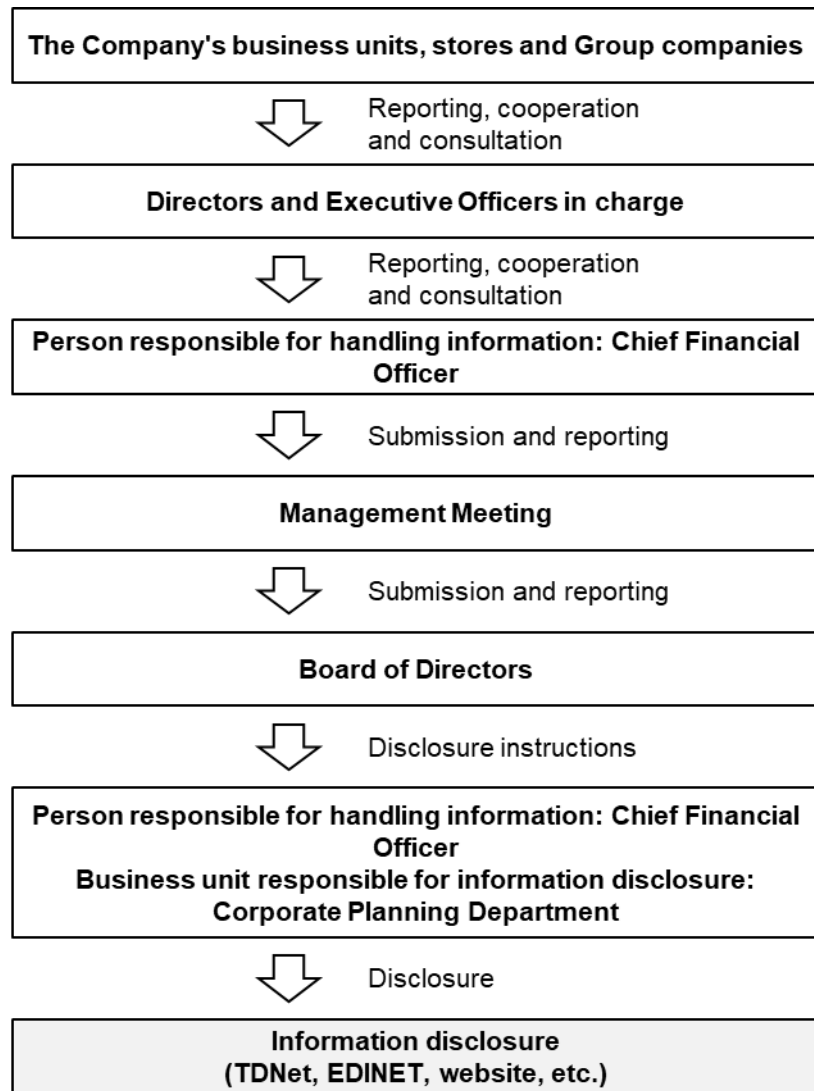 The Company's business units, stores and Group companies
Reporting, cooperation
and consultation
Directors and Executive Officers in charge
Reporting, cooperation
and consultation
Person responsible for handling information: Chief Financial
Officer
Submission and reporting
Management Meeting
Submission and reporting
Board of Directors
Disclosure instructions
Person responsible for handling information: Chief Financial
Officer
Business unit responsible for information disclosure:
Corporate Planning Department
Disclosure
Information disclosure
(TDNet, EDINET, website, etc.)